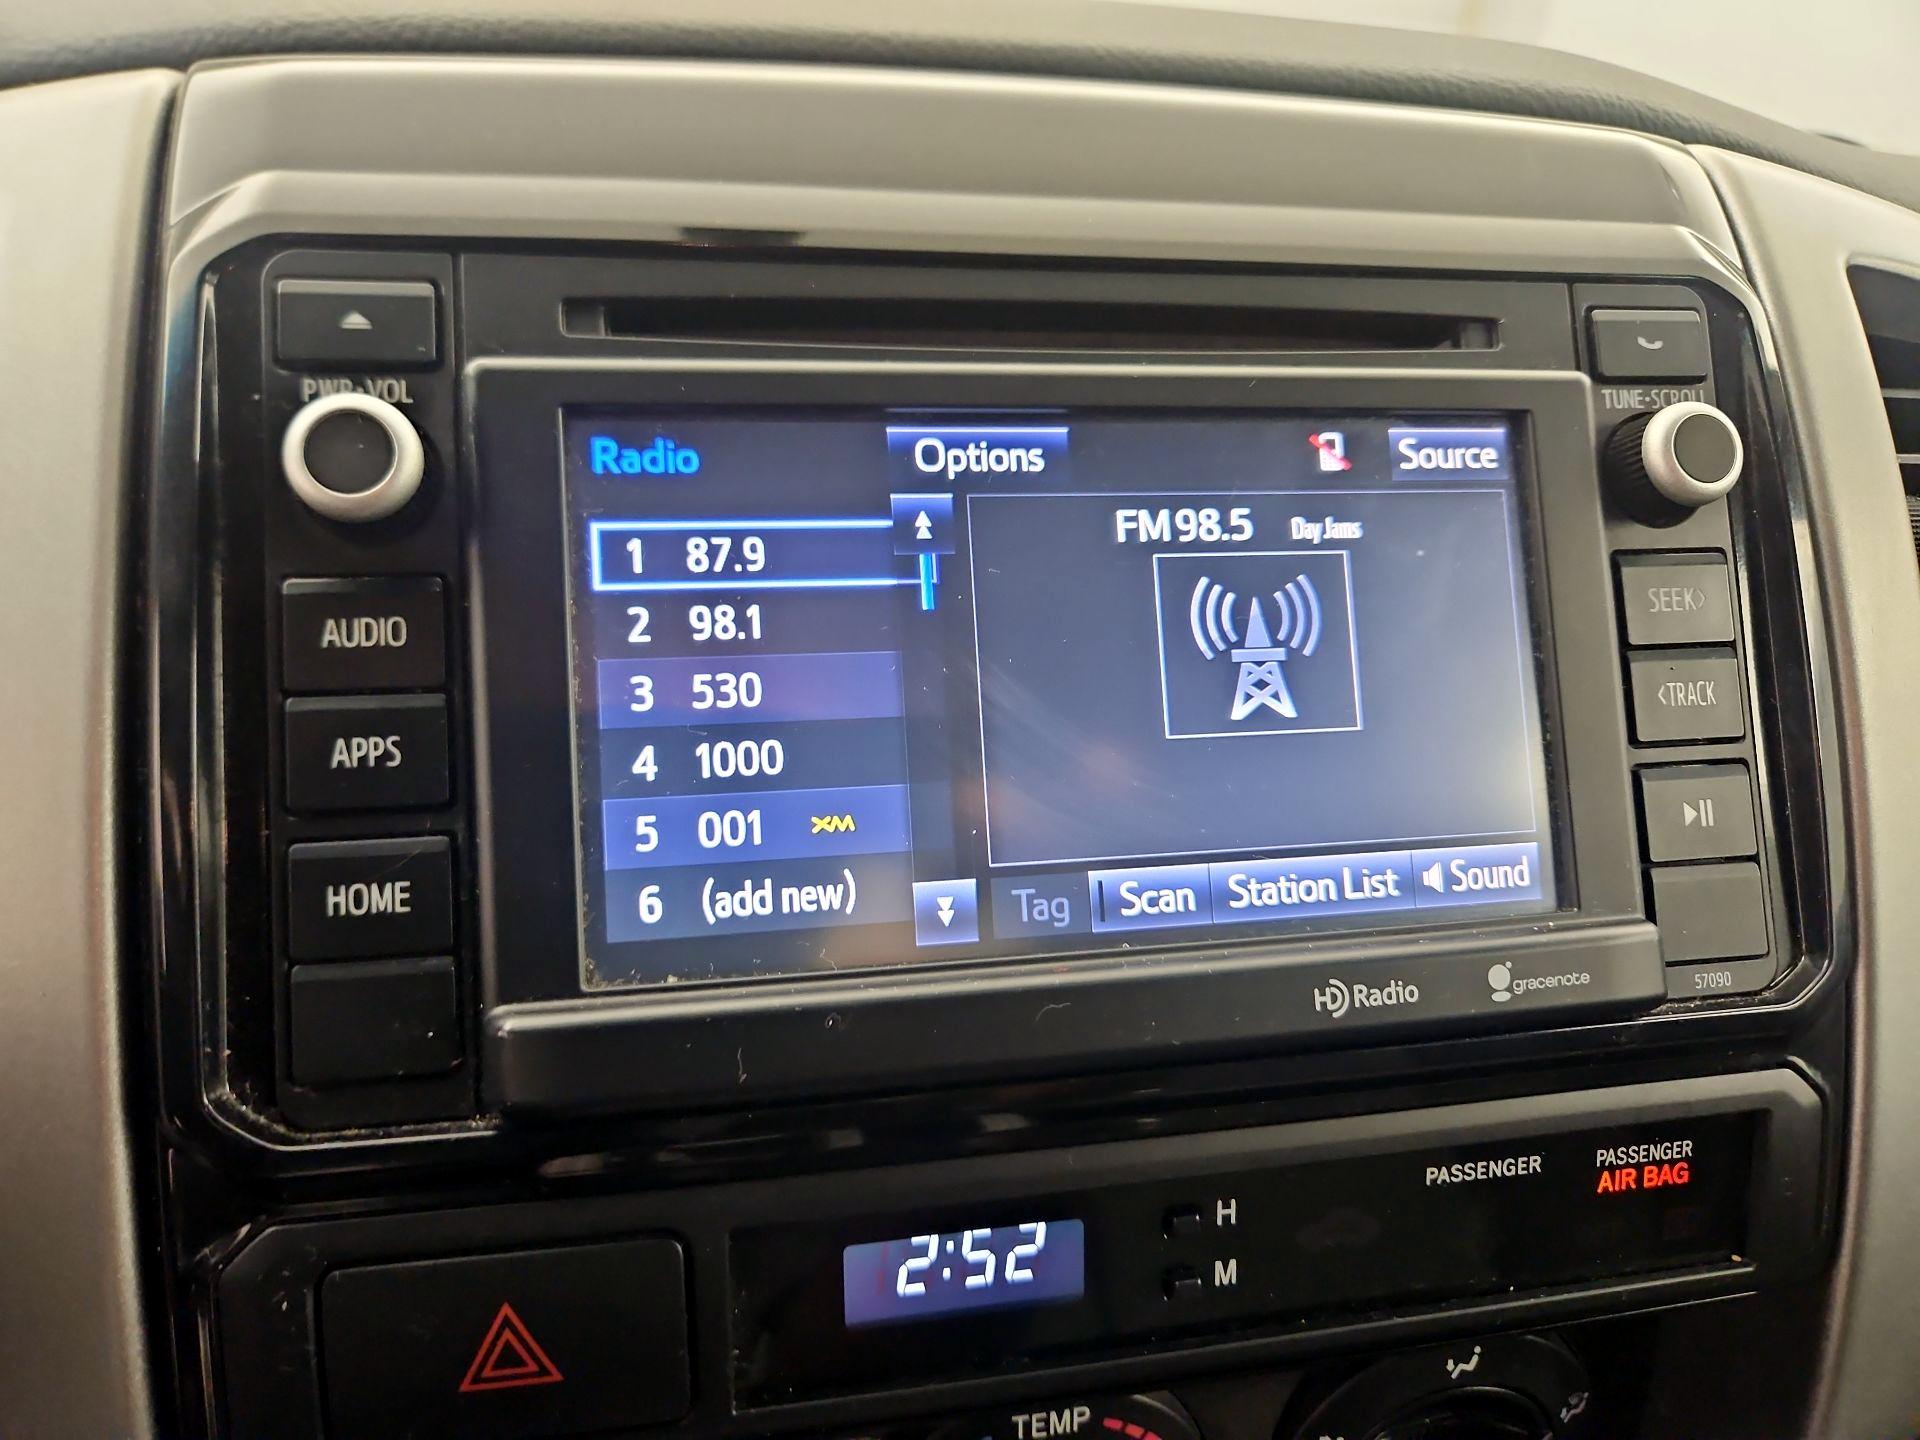 PWR•VOL
TUNE•SCROLL
AUDIO
APPS
HOME
Radio
Options
Source
1 87.9
2 98.1
3 530
4 1000
5 001 XM
6 (add new)
FM 98.5 Day Jams
Tag
Scan
Station List
Sound
SEEK>
<TRACK
HD Radio
gracenote
57090
PASSENGER
PASSENGER
AIR BAG
2:52
H
M
TEMP